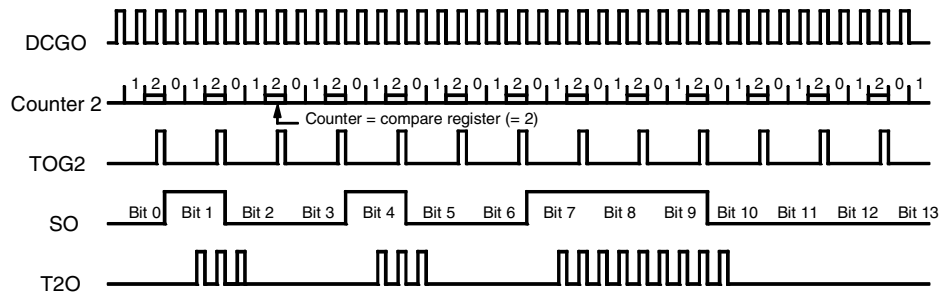 DCGO
1 2 0 1 2 0 1 2 0 1 2 0 1 2 0 1 2 0 1 2 0 1 2 0 1 2 0 1 2 0 1 2 0 1 2 0 1 2 0 1
Counter 2
Counter = compare register (= 2)
TOG2
Bit 0 Bit 1 Bit 2 Bit 3 Bit 4 Bit 5 Bit 6 Bit 7 Bit 8 Bit 9 Bit 10 Bit 11 Bit 12 Bit 13
SO
T2O